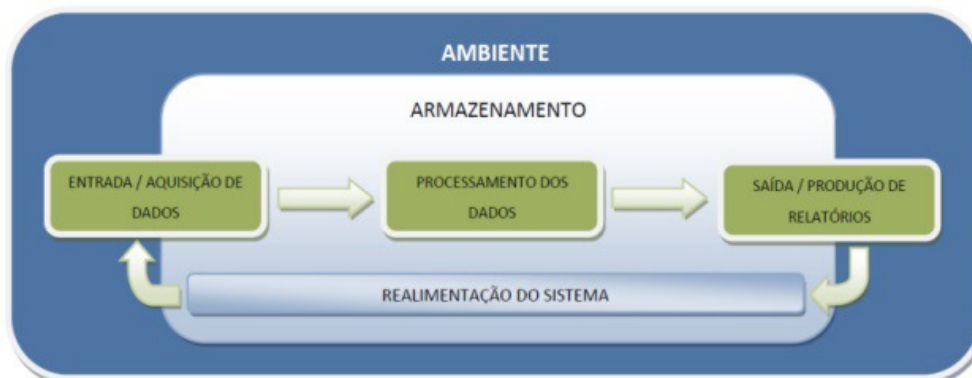 AMBIENTE
ARMAZENAMENTO
ENTRADA / AQUISIÇÃO DE
DADOS
PROCESSAMENTO DOS
DADOS
SAÍDA / PRODUÇÃO DE
RELATÓRIOS
REALIMENTAÇÃO DO SISTEMA